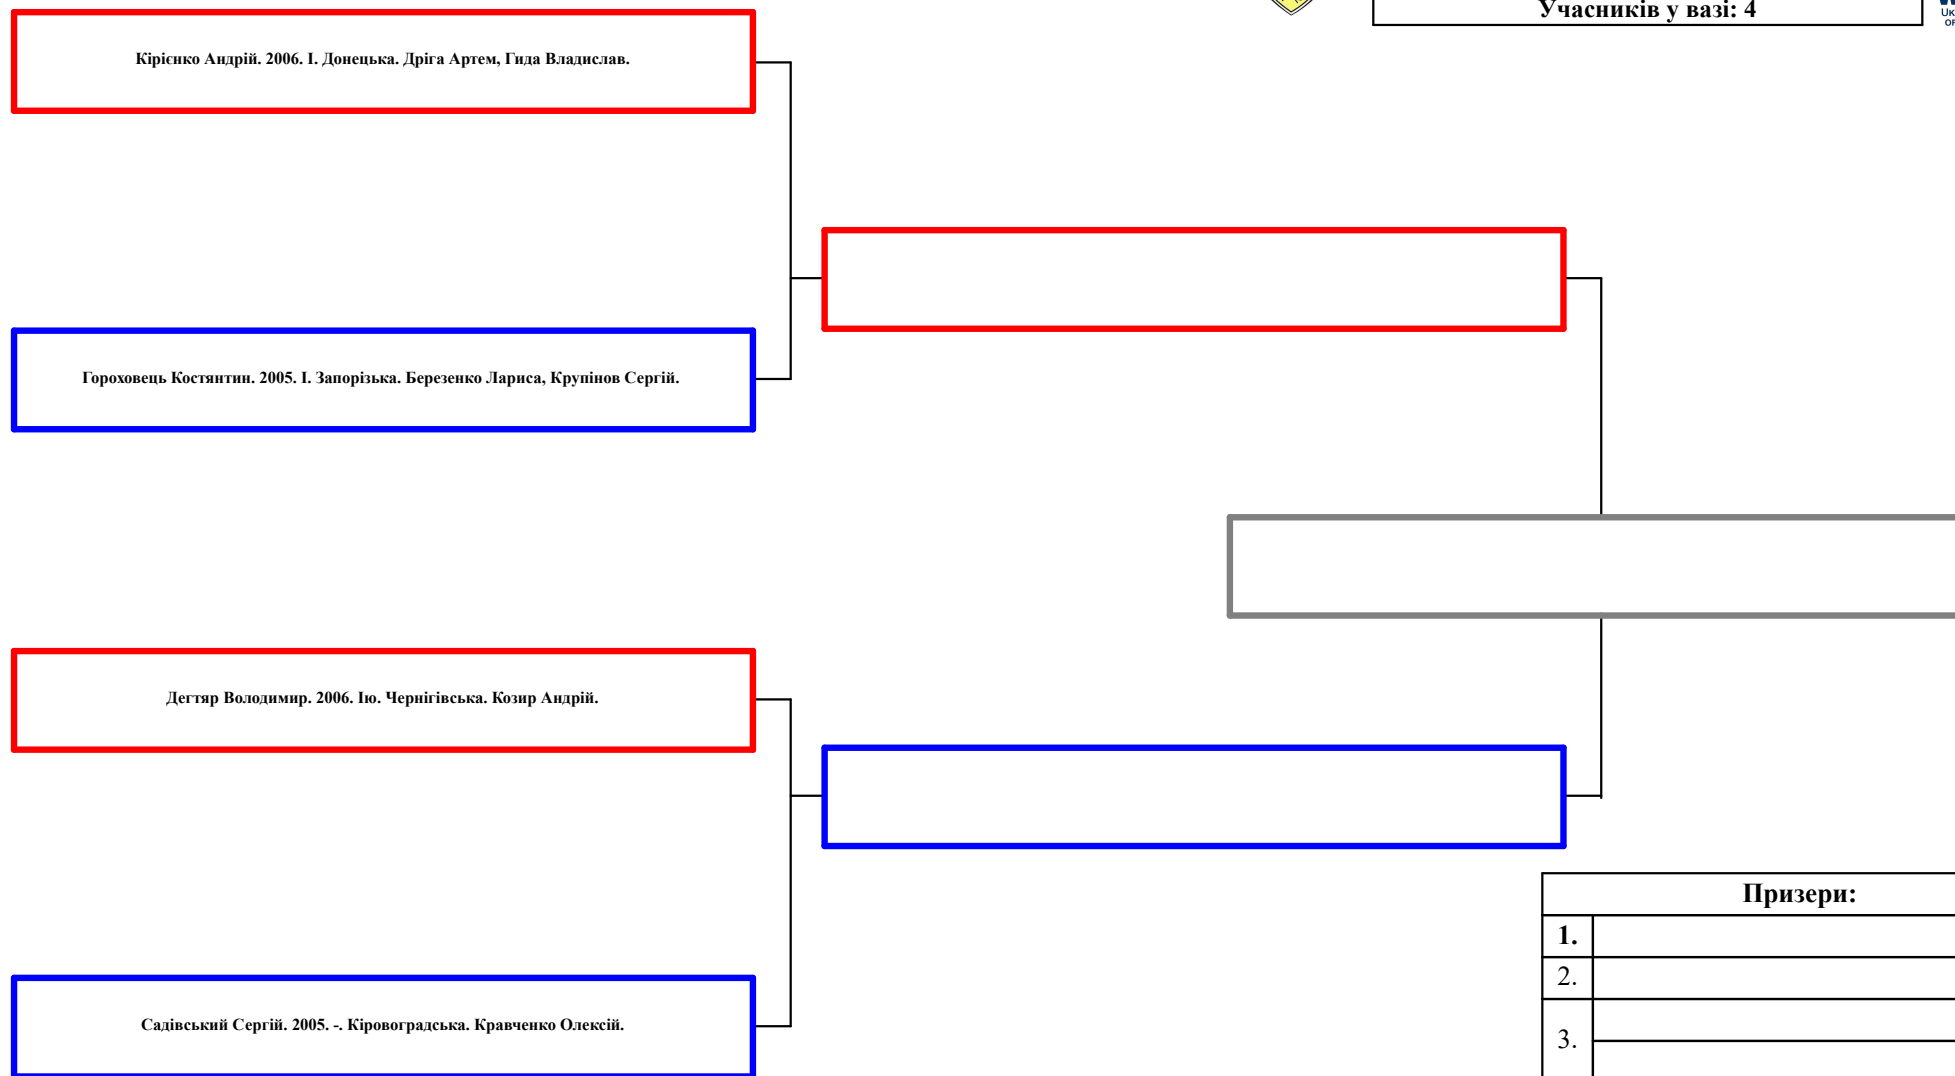 Учасників у вазі: 4
Кірієнко Андрій. 2006. І. Донецька. Дріга Артем, Гида Владислав.
Гороховець Костянтин. 2005. І. Запорізька. Березенко Лариса, Крупінов Сергій.
Дегтяр Володимир. 2006. Ію. Чернігівська. Козир Андрій.
Садівський Сергій. 2005. -. Кіровоградська. Кравченко Олексій.
Призери:
1.
2.
3.